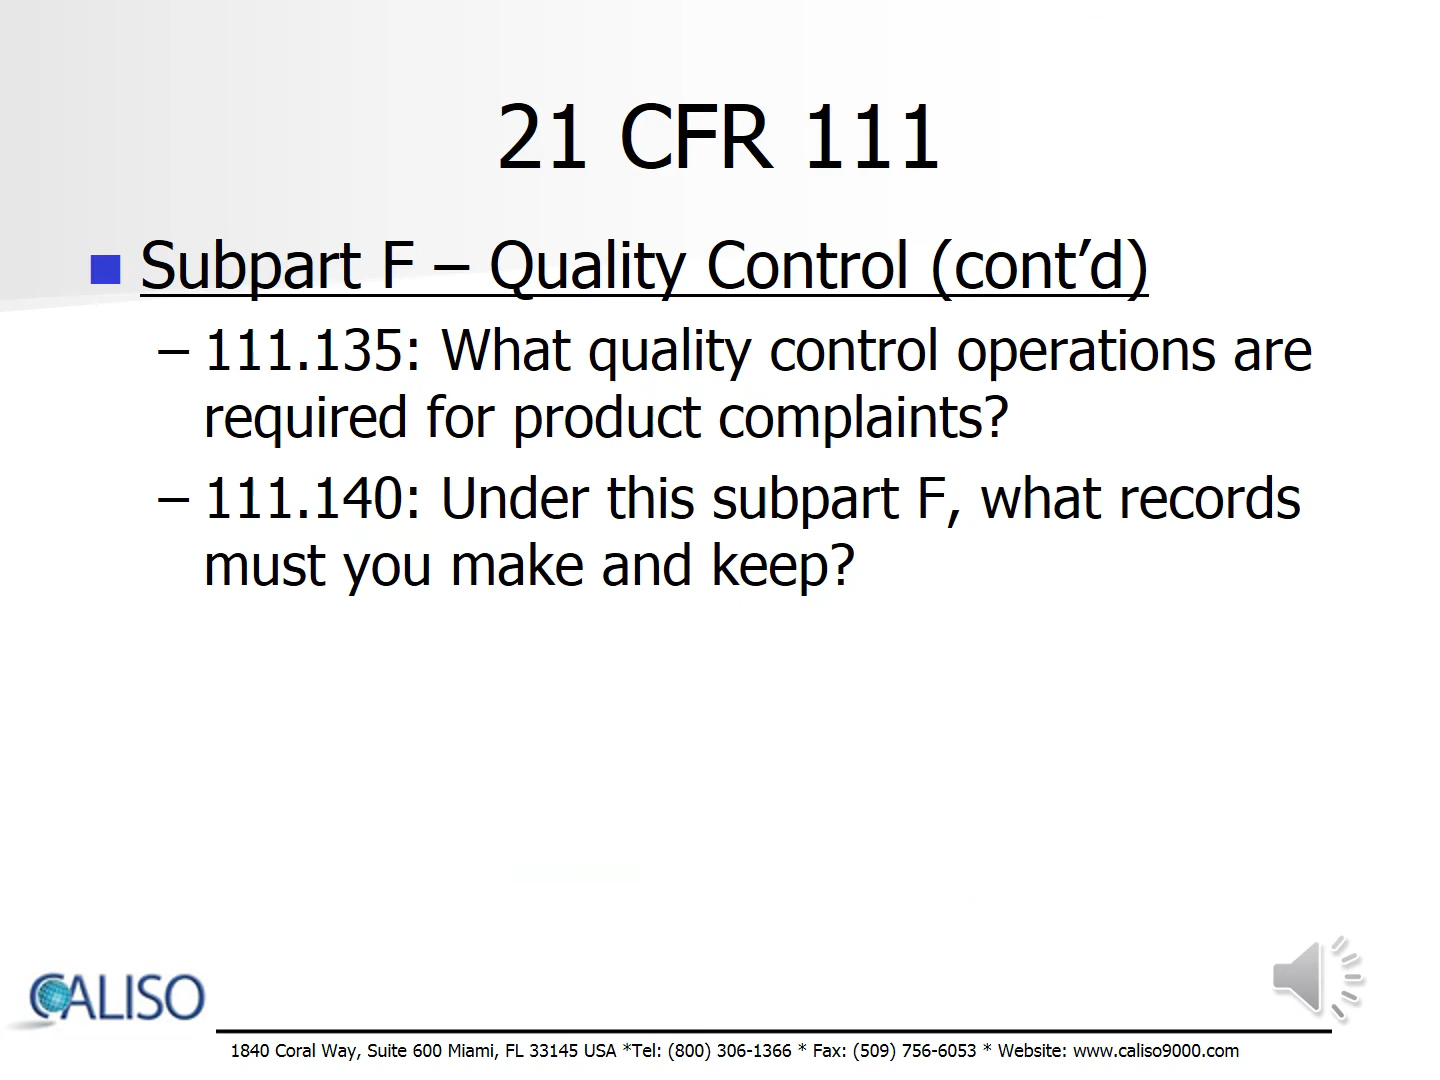 21 CFR 111
Subpart F – Quality Control (cont’d)
– 111.135: What quality control operations are
required for product complaints?
– 111.140: Under this subpart F, what records
must you make and keep?
CALISO
1840 Coral Way, Suite 600 Miami, FL 33145 USA *Tel: (800) 306-1366 * Fax: (509) 756-6053 * Website: www.caliso9000.com